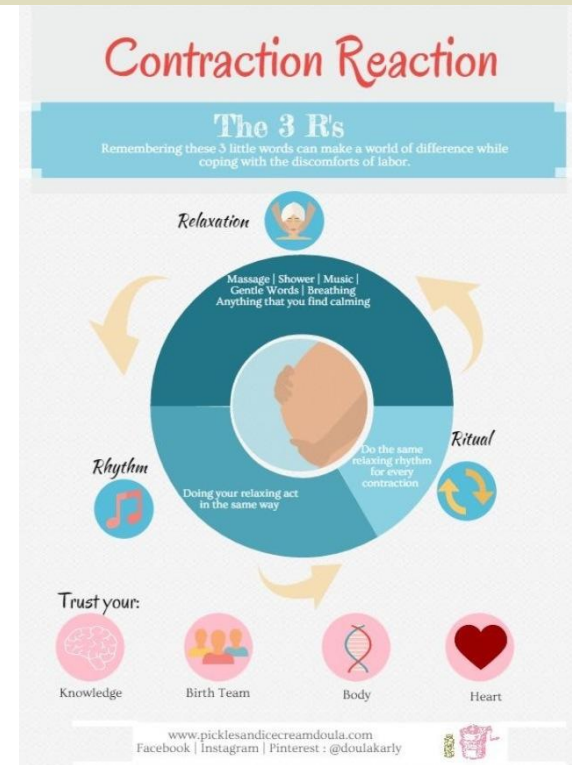 Contraction Reaction
The 3 R's
Remembering these 3 little words can make a world of difference while
coping with the discomforts of labor.
Relaxation
Massage | Shower | Music |
Gentle Words | Breathing
Anything that you find calming
Ritual
Do the same
relaxing rhythm
for every
contraction
Rhythm
Doing your relaxing act
in the same way
Trust your:
Knowledge
Birth Team
Body
Heart
www.picklesandicecreamdoula.com
Facebook | Instagram | Pinterest : @doulakarly